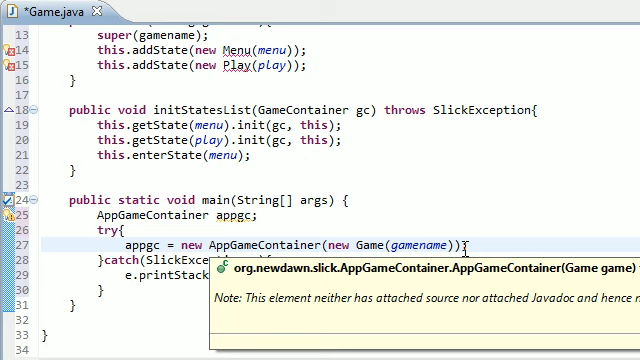 *Game.java
13 super(gamename);
14 this.addState(new Menu(menu));
15 this.addState(new Play(play));
16 }
17
18 public void initStatesList(GameContainer gc) throws SlickException{
19 this.getState(menu).init(gc, this);
20 this.getState(play).init(gc, this);
21 this.enterState(menu);
22 }
23
24 public static void main(String[] args) {
25 AppGameContainer appgc;
26 try{
27 appgc = new AppGameContainer(new Game(gamename));
28 }catch(SlickException
29 e.printStack
30 }
31 }
32
33 }
34
org.newdawn.slick.AppGameContainer.AppGameContainer(Game game)
Note: This element neither has attached source nor attached Javadoc and hence n